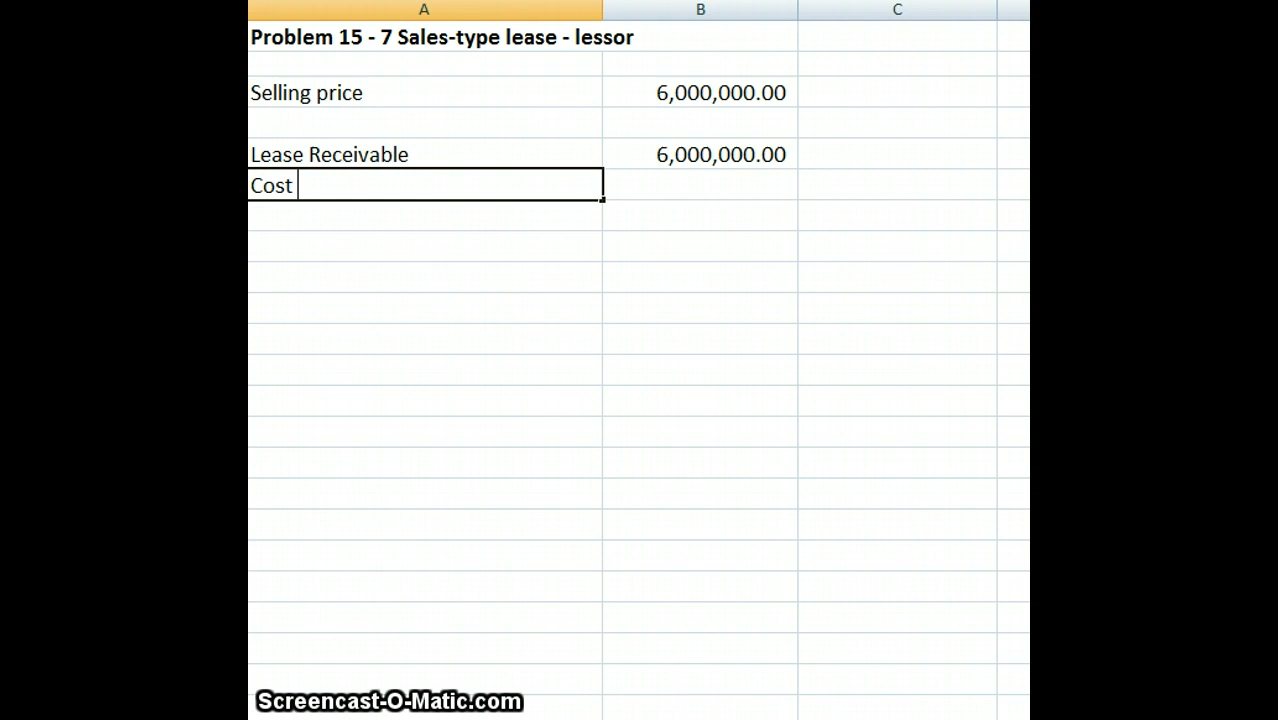 A B C
Problem 15 - 7 Sales-type lease - lessor
Selling price 6,000,000.00
Lease Receivable 6,000,000.00
Cost
Screencast-O-Matic.com